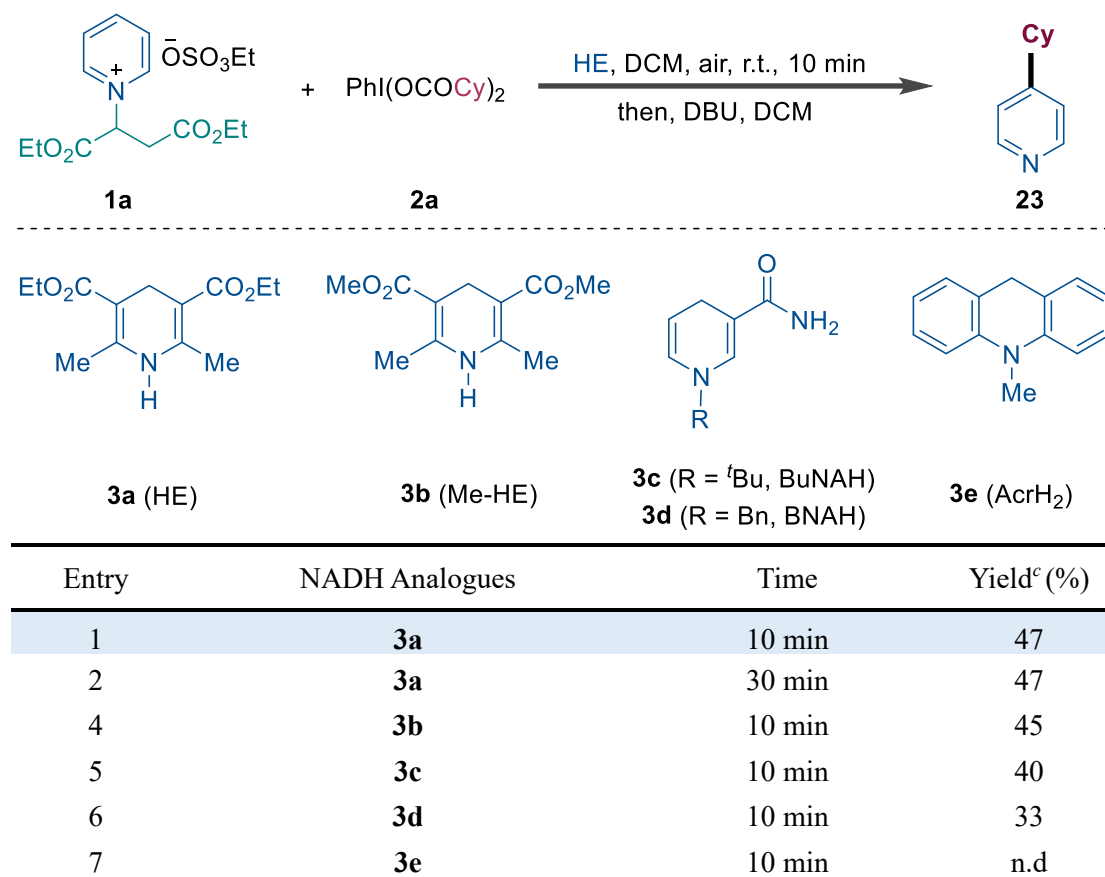 N
+
⁻OSO₃Et
EtO₂C
CO₂Et
1a
+
PhI(OCOCy)₂
2a
HE, DCM, air, r.t., 10 min
then, DBU, DCM
Cy
N
23
EtO₂C
CO₂Et
Me
N
H
Me
3a (HE)
MeO₂C
CO₂Me
Me
N
H
Me
3b (Me-HE)
O
NH₂
N
R
3c (R = ᵗBu, BuNAH)
3d (R = Bn, BNAH)
N
Me
3e (AcrH₂)
Entry NADH Analogues Time Yieldᶜ (%)
1 3a 10 min 47
2 3a 30 min 47
4 3b 10 min 45
5 3c 10 min 40
6 3d 10 min 33
7 3e 10 min n.d